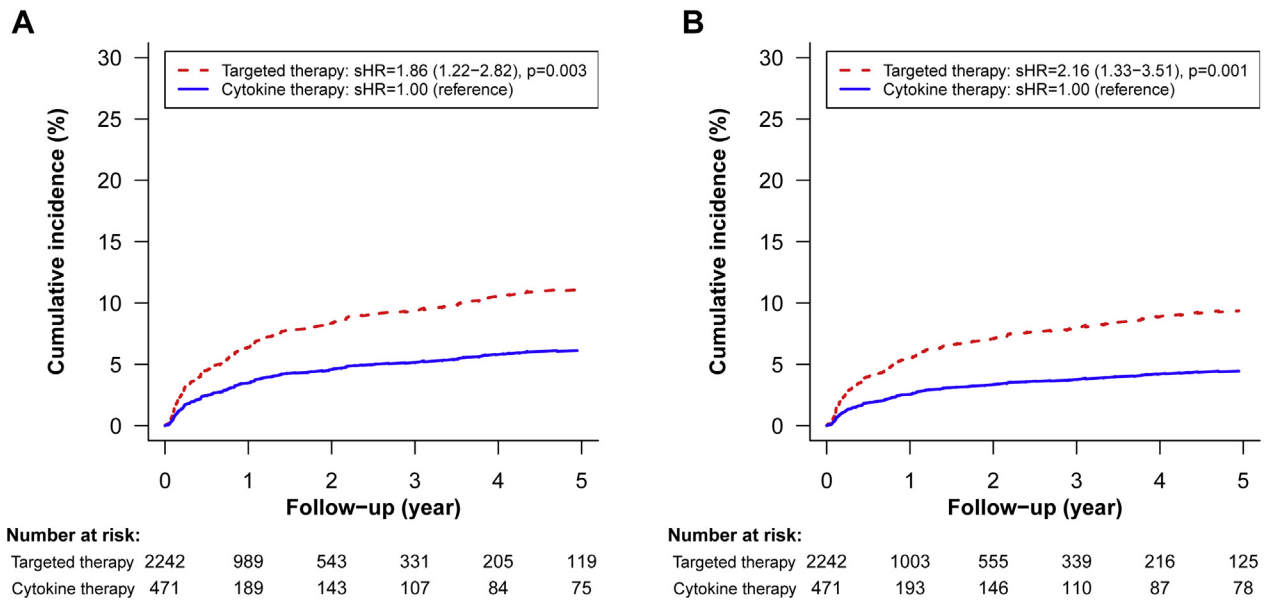 A
Targeted therapy: sHR=1.86 (1.22−2.82), p=0.003
Cytokine therapy: sHR=1.00 (reference)
Cumulative incidence (%)
30
25
20
15
10
5
0
0 1 2 3 4 5
Follow−up (year)
Number at risk:
Targeted therapy 2242 989 543 331 205 119
Cytokine therapy 471 189 143 107 84 75
B
Targeted therapy: sHR=2.16 (1.33−3.51), p=0.001
Cytokine therapy: sHR=1.00 (reference)
Cumulative incidence (%)
30
25
20
15
10
5
0
0 1 2 3 4 5
Follow−up (year)
Number at risk:
Targeted therapy 2242 1003 555 339 216 125
Cytokine therapy 471 193 146 110 87 78